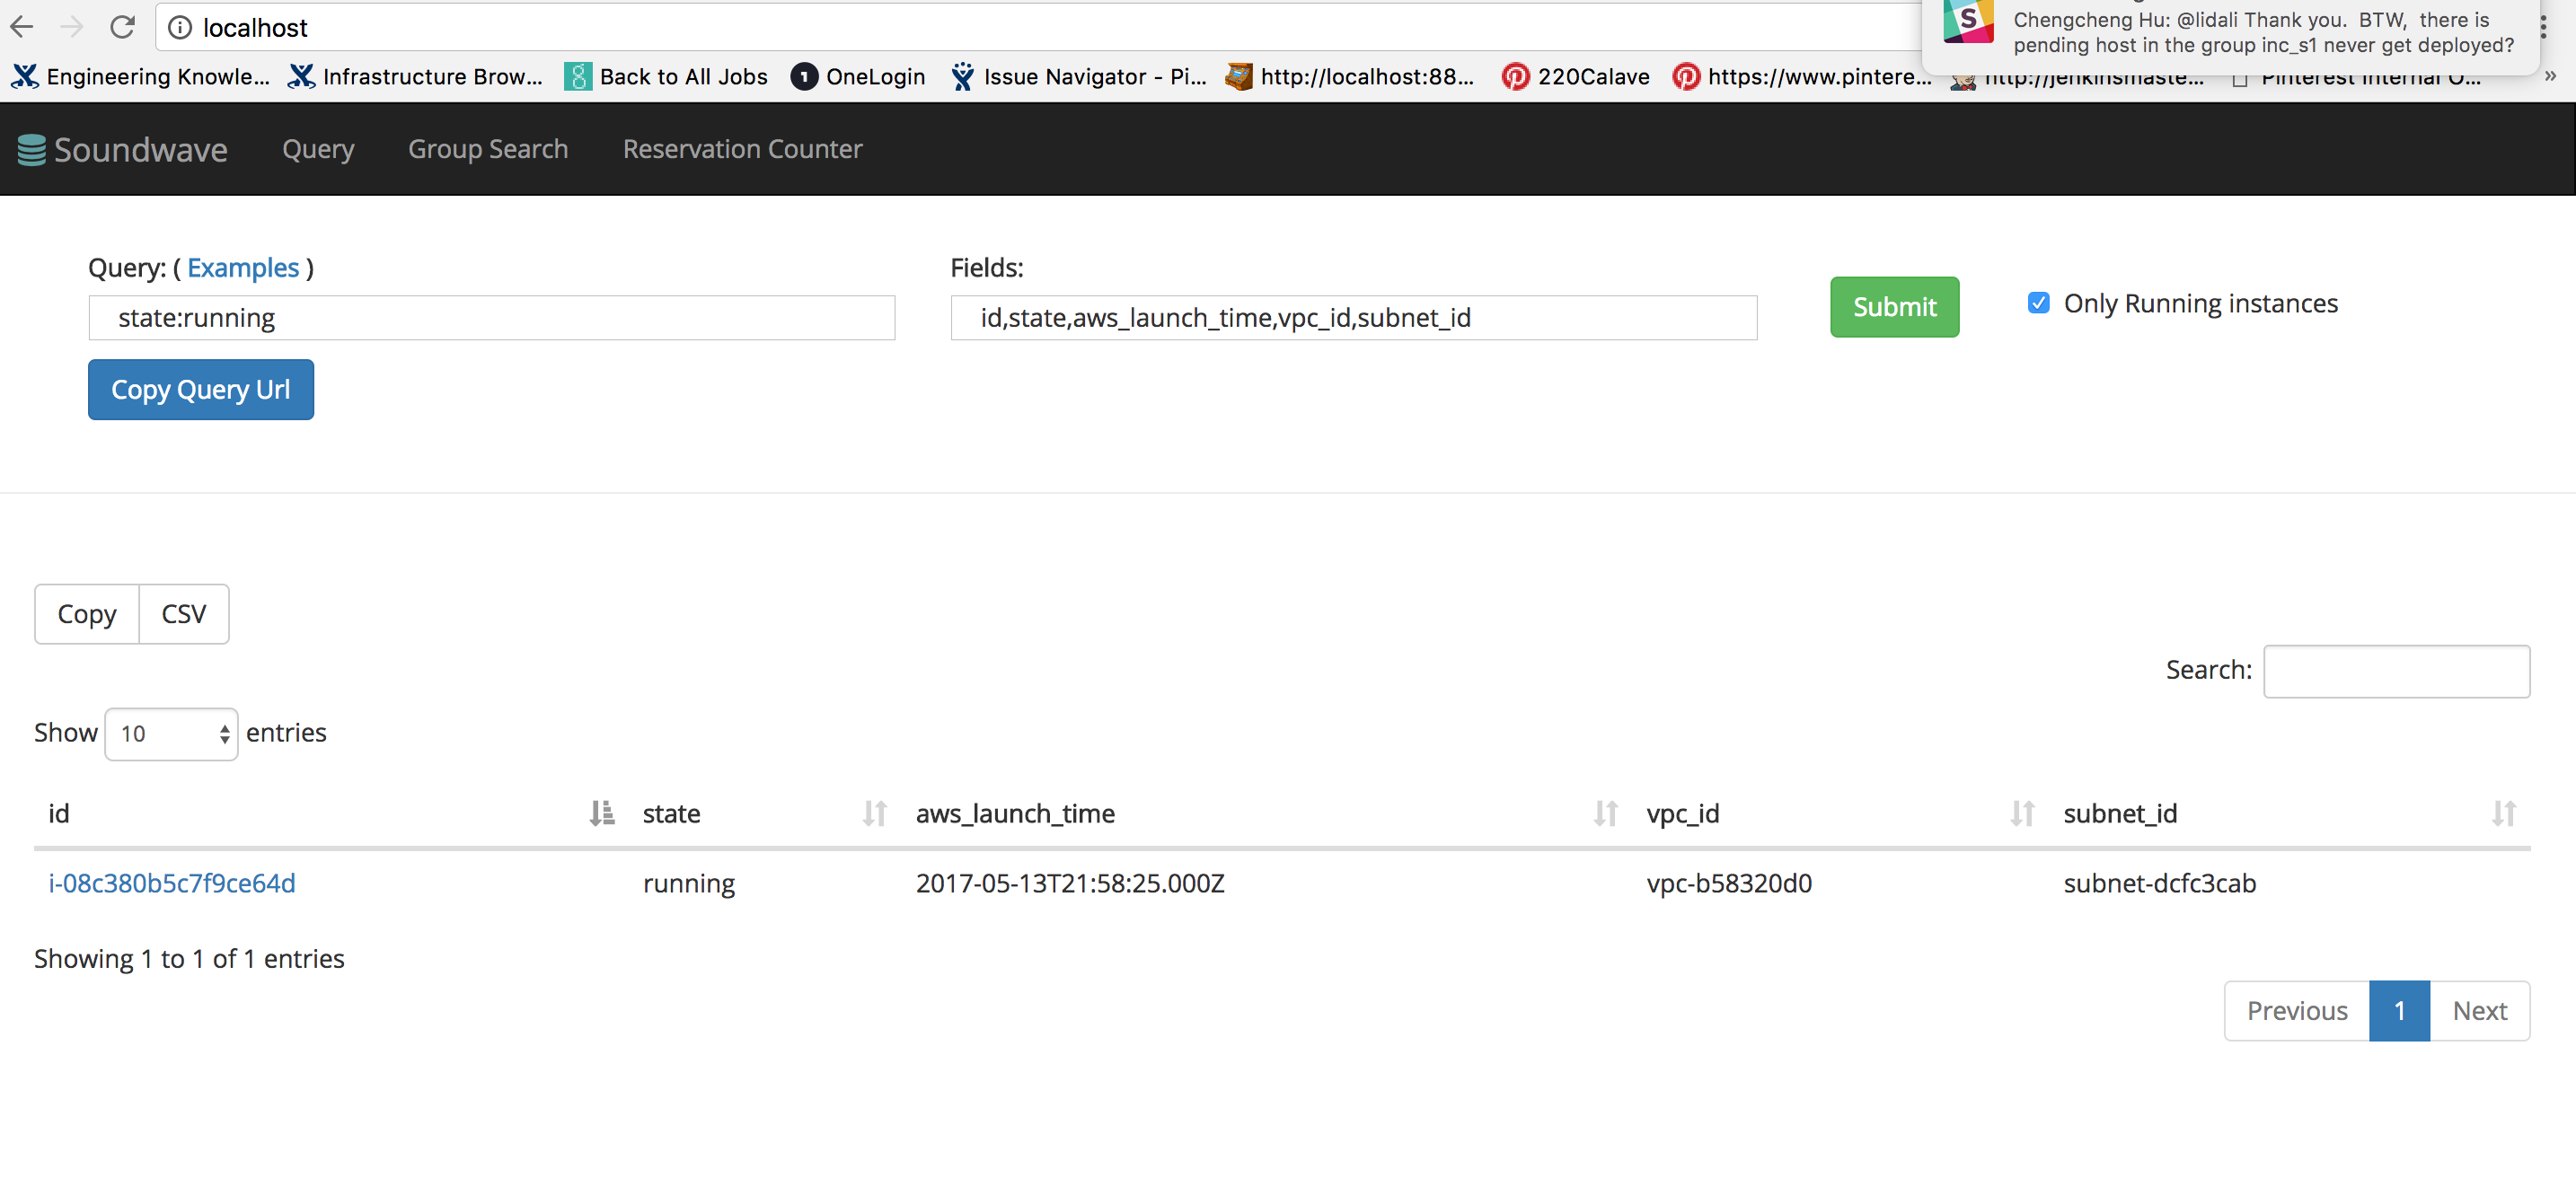 localhost
Chengcheng Hu: @lidali Thank you. BTW, there is
pending host in the group inc_s1 never get deployed?
Engineering Knowle... Infrastructure Brow... Back to All Jobs OneLogin Issue Navigator - Pi... http://localhost:88... 220Calave https://www.pintere... http://jenkinsmaste... Pinterest Internal O... »
Soundwave Query Group Search Reservation Counter
Query: ( Examples ) Fields:
state:running id,state,aws_launch_time,vpc_id,subnet_id Submit Only Running instances
Copy Query Url
Copy CSV
Search:
Show 10 entries
id state aws_launch_time vpc_id subnet_id
i-08c380b5c7f9ce64d running 2017-05-13T21:58:25.000Z vpc-b58320d0 subnet-dcfc3cab
Showing 1 to 1 of 1 entries
Previous 1 Next